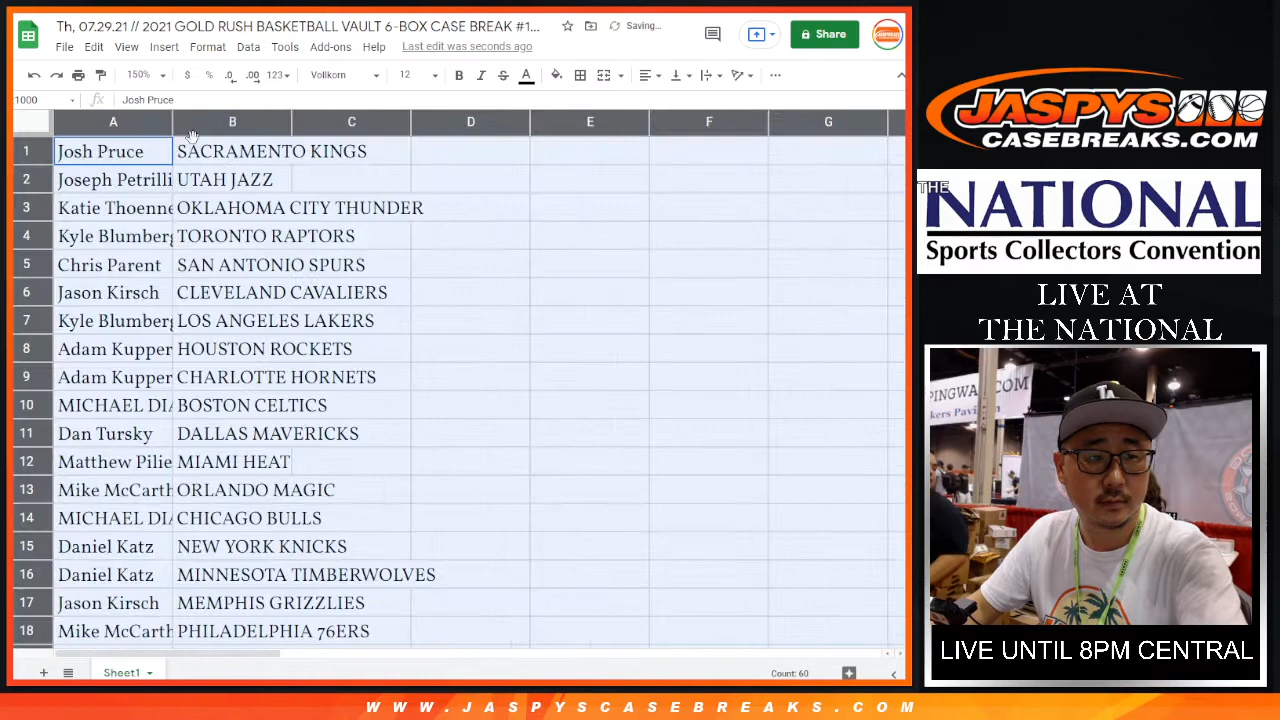 Th, 07.29.21 // 2021 GOLD RUSH BASKETBALL VAULT 6-BOX CASE BREAK #1...
Saving...
Share
File Edit View Insert Format Data Tools Add-ons Help Last edit was seconds ago
150% $ % .0 .00 123 Vollkorn 12 B I S A
1000 fx Josh Pruce
A B C D E F G
1 Josh Pruce SACRAMENTO KINGS
2 Joseph Petrilli UTAH JAZZ
3 Katie Thoenne OKLAHOMA CITY THUNDER
4 Kyle Blumberg TORONTO RAPTORS
5 Chris Parent SAN ANTONIO SPURS
6 Jason Kirsch CLEVELAND CAVALIERS
7 Kyle Blumberg LOS ANGELES LAKERS
8 Adam Kupper HOUSTON ROCKETS
9 Adam Kupper CHARLOTTE HORNETS
10 MICHAEL DIA BOSTON CELTICS
11 Dan Tursky DALLAS MAVERICKS
12 Matthew Pilie MIAMI HEAT
13 Mike McCarth ORLANDO MAGIC
14 MICHAEL DIA CHICAGO BULLS
15 Daniel Katz NEW YORK KNICKS
16 Daniel Katz MINNESOTA TIMBERWOLVES
17 Jason Kirsch MEMPHIS GRIZZLIES
18 Mike McCarth PHILADELPHIA 76ERS
Sheet1
Count: 60
JASPYS
CASEBREAKS.COM
THE
NATIONAL
Sports Collectors Convention
LIVE AT
THE NATIONAL
PINGWA .COM
kers Pavilion
LA
LIVE UNTIL 8PM CENTRAL
WWW.JASPYSCASEBREAKS.COM